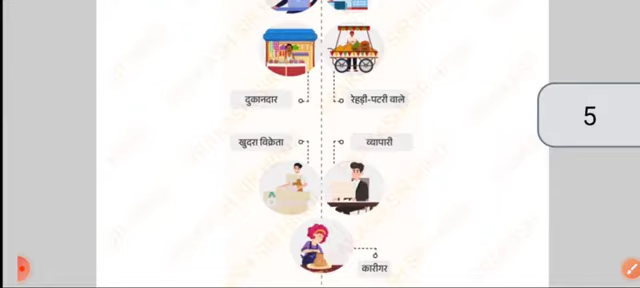 दुकानदार
रेहड़ी-पटरी वाले
5
खुदरा विक्रेता
व्यापारी
कारीगर